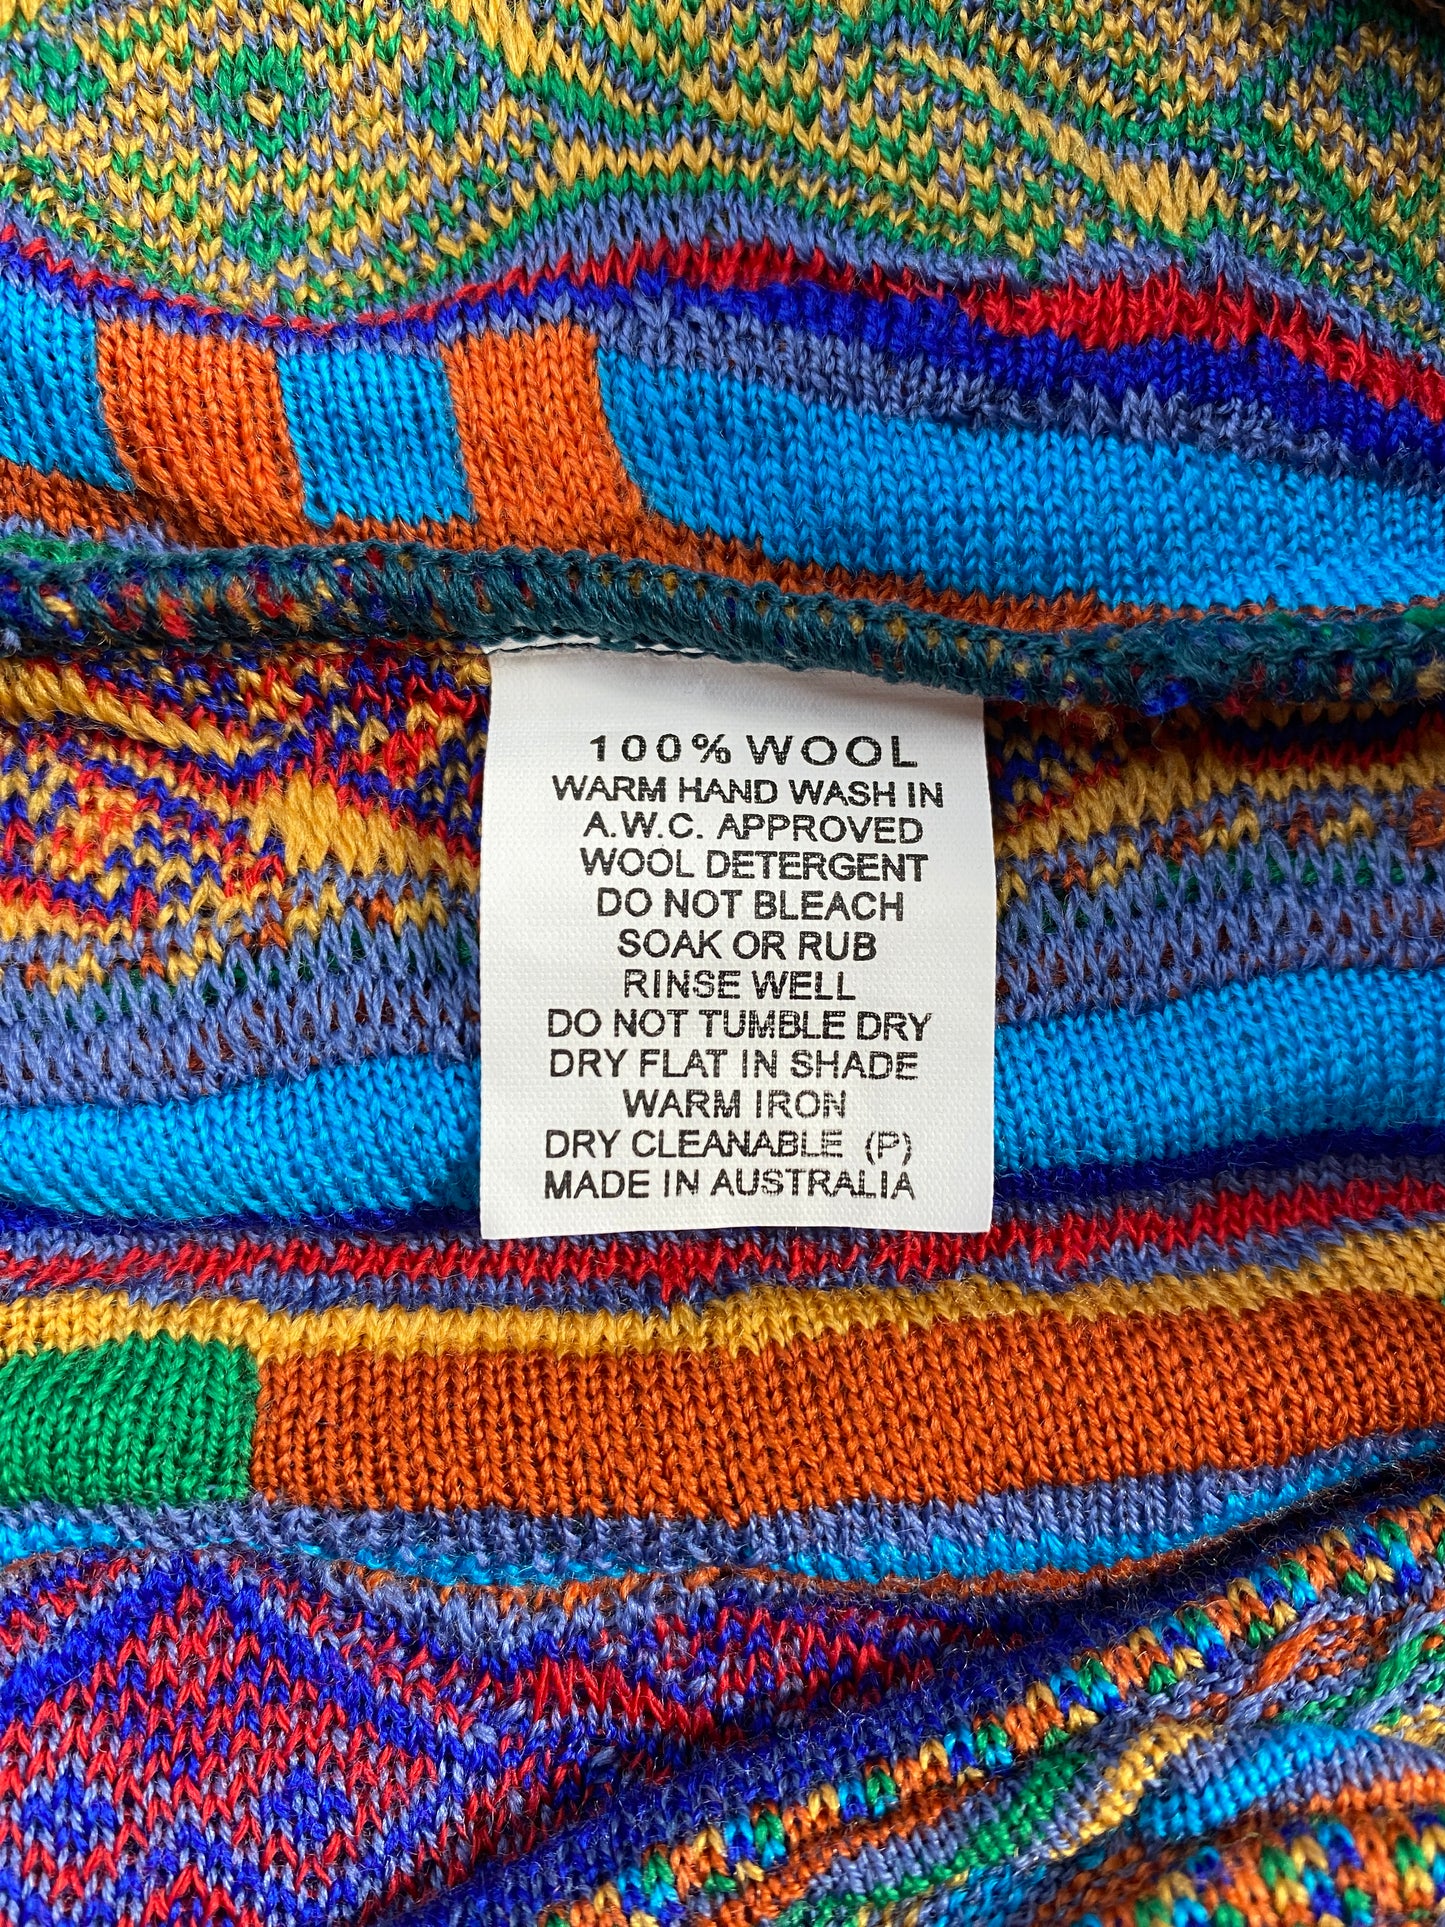 100% WOOL
WARM HAND WASH IN
A.W.C. APPROVED
WOOL DETERGENT
DO NOT BLEACH
SOAK OR RUB
RINSE WELL
DO NOT TUMBLE DRY
DRY FLAT IN SHADE
WARM IRON
DRY CLEANABLE (P)
MADE IN AUSTRALIA